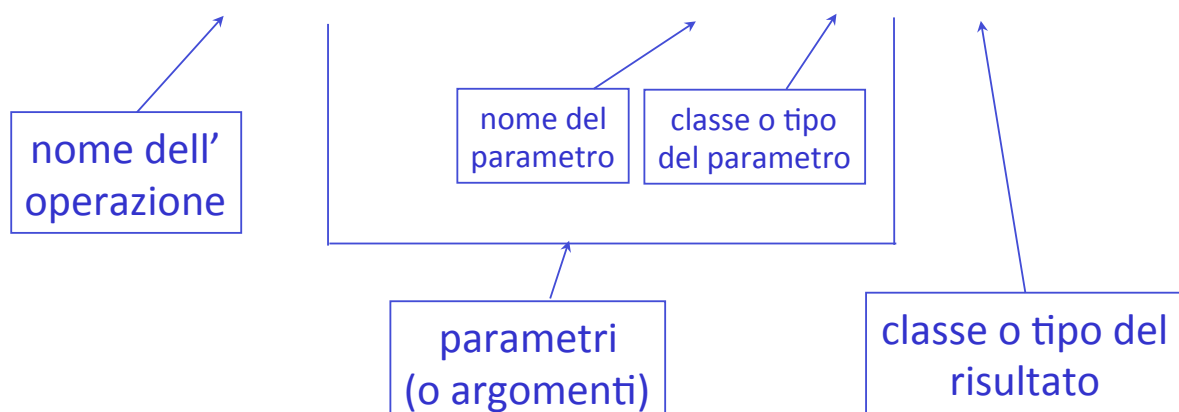 nome del
parametro
classe o tipo
del parametro
nome dell’
operazione
parametri
(o argomenti)
classe o tipo del
risultato